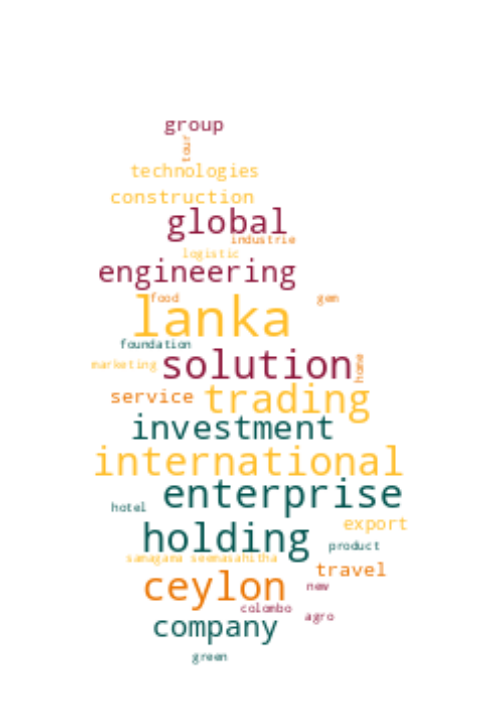 group
tour
technologies
construction
global
industrie
logistic
engineering
food gem
lanka
foundation
marketing solution home
service trading
investment
international
enterprise
hotel
export
holding
product
samagama seemasahitha
travel
ceylon new
colombo
agro
company
green